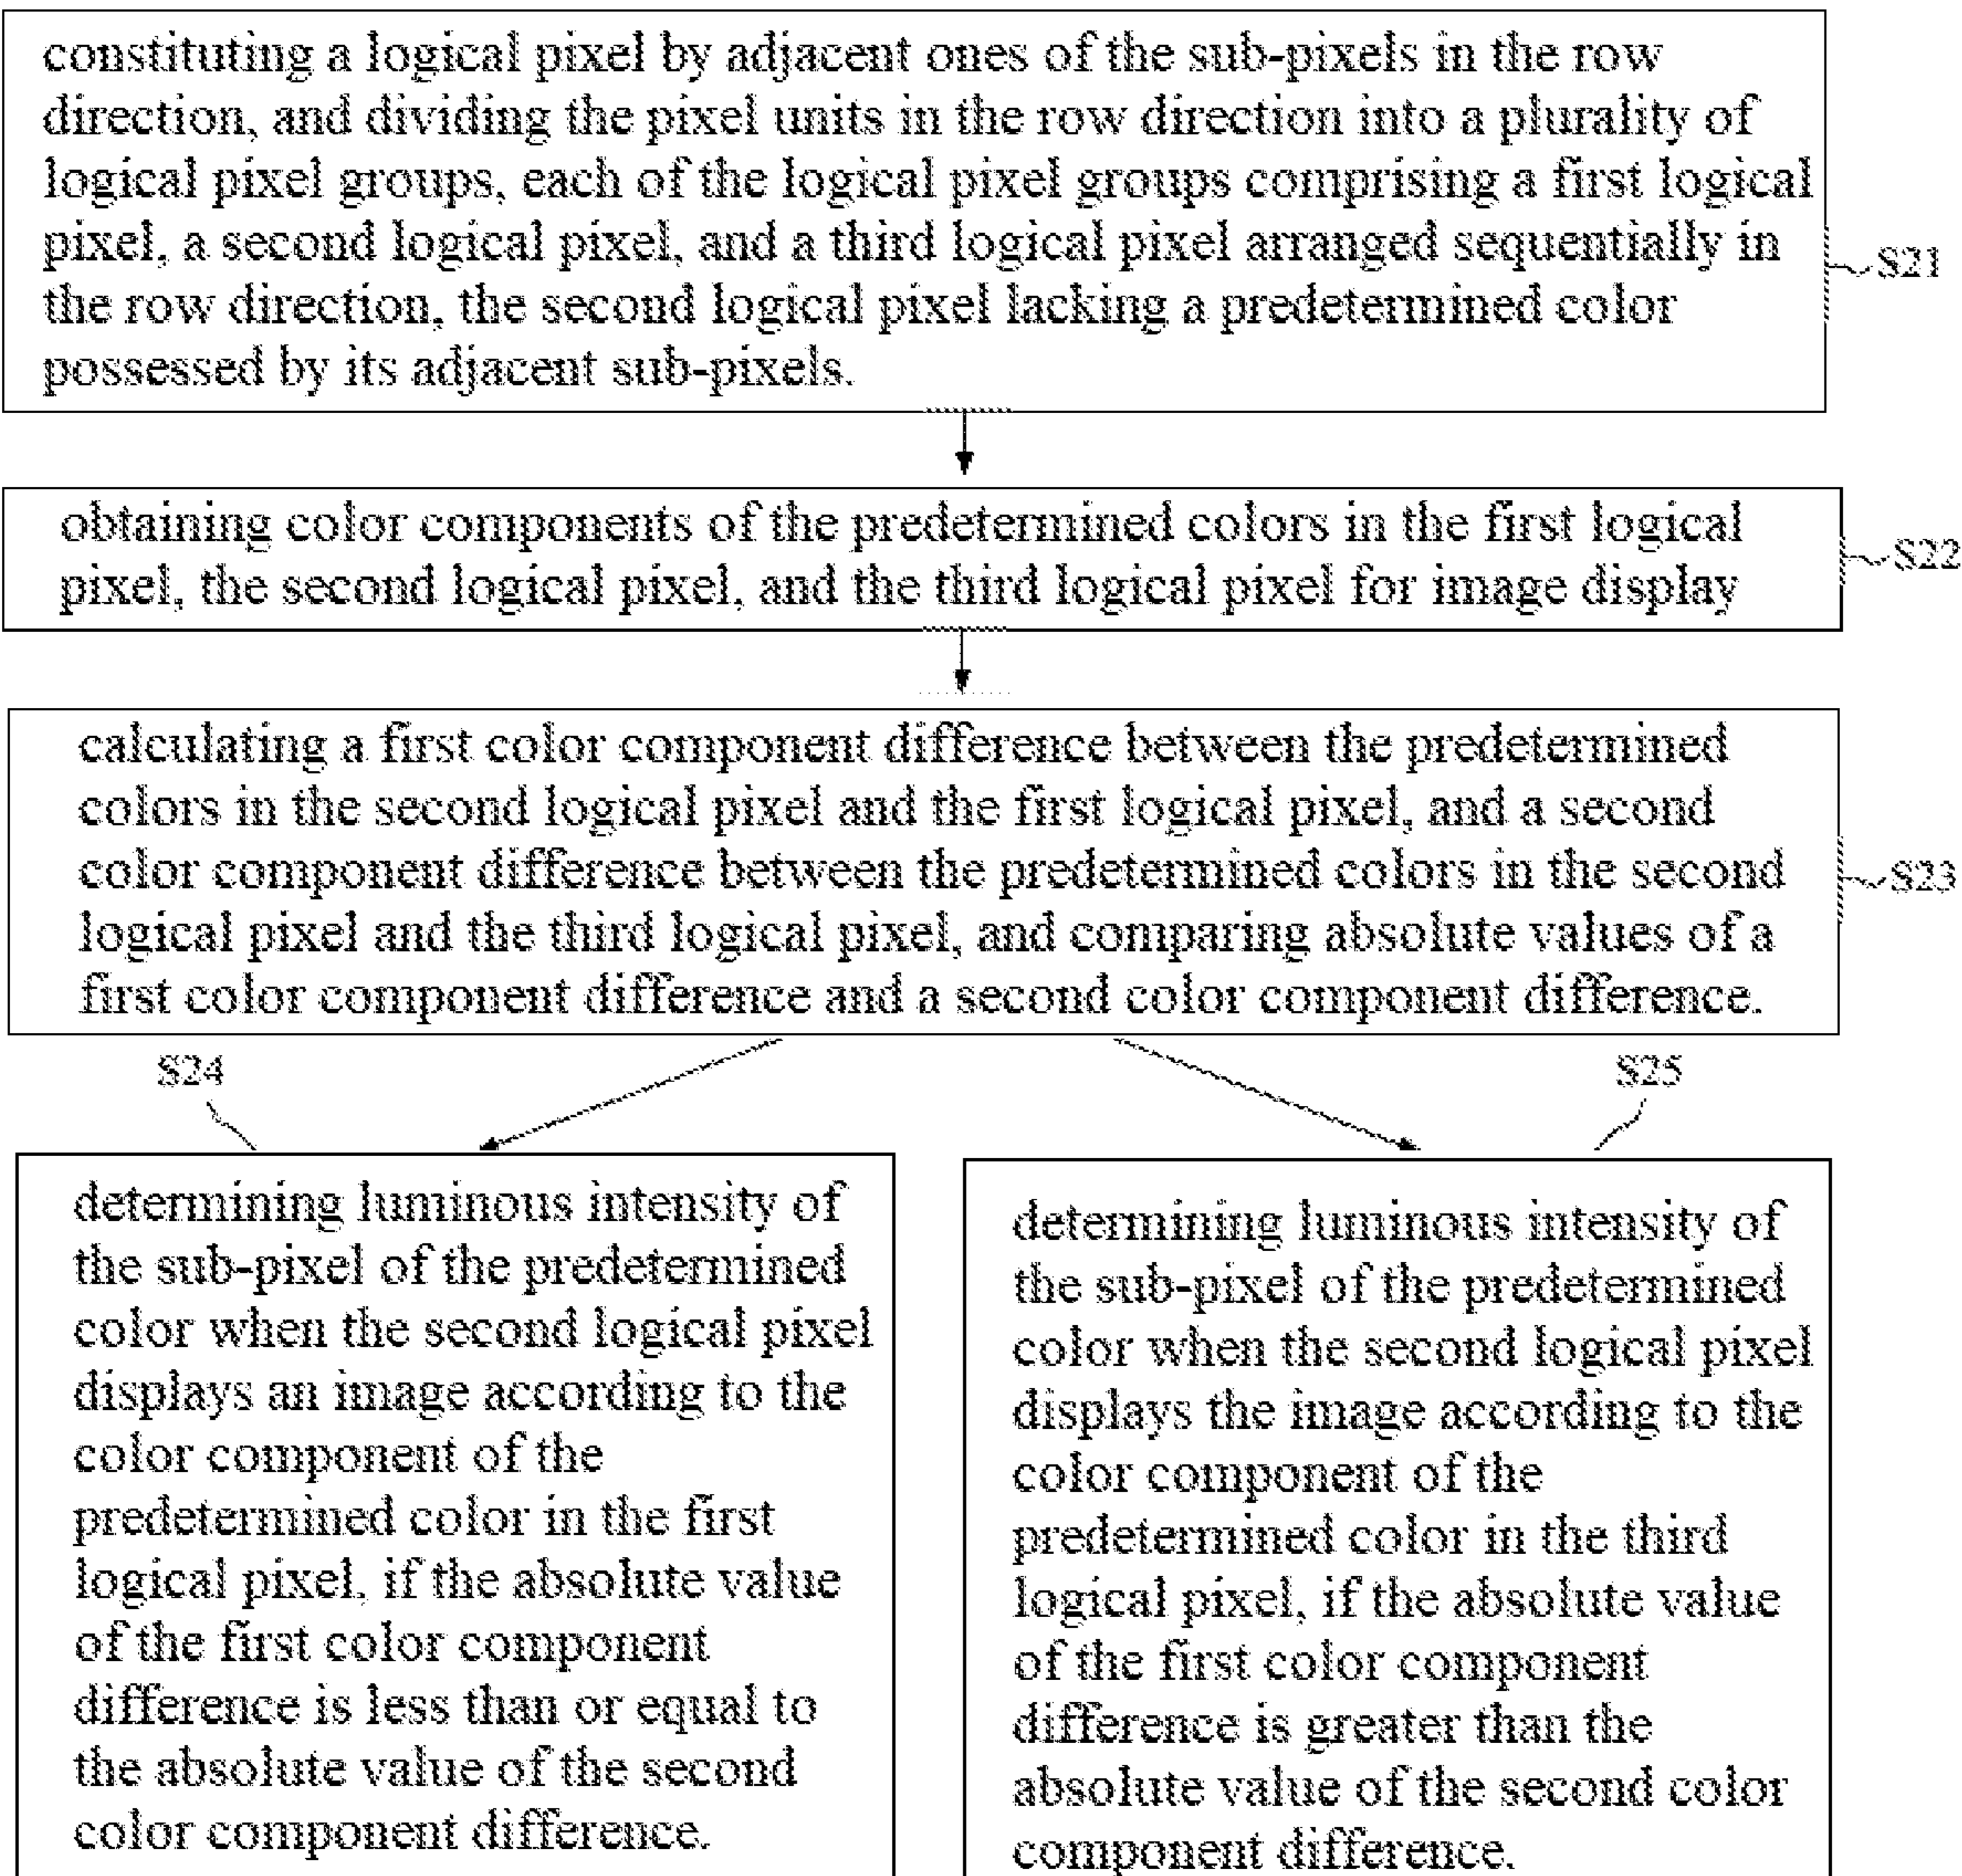 constituting a logical pixel by adjacent ones of the sub-pixels in the row
direction, and dividing the pixel units in the row direction into a plurality of
logical pixel groups, each of the logical pixel groups comprising a first logical
pixel, a second logical pixel, and a third logical pixel arranged sequentially in
the row direction, the second logical pixel lacking a predetermined color
possessed by its adjacent sub-pixels.
S21
obtaining color components of the predetermined colors in the first logical
pixel, the second logical pixel, and the third logical pixel for image display
S22
calculating a first color component difference between the predetermined
colors in the second logical pixel and the first logical pixel, and a second
color component difference between the predetermined colors in the second
logical pixel and the third logical pixel, and comparing absolute values of a
first color component difference and a second color component difference.
S23
S24
determining luminous intensity of
the sub-pixel of the predetermined
color when the second logical pixel
displays an image according to the
color component of the
predetermined color in the first
logical pixel, if the absolute value
of the first color component
difference is less than or equal to
the absolute value of the second
color component difference.
S25
determining luminous intensity of
the sub-pixel of the predetermined
color when the second logical pixel
displays the image according to the
color component of the
predetermined color in the third
logical pixel, if the absolute value
of the first color component
difference is greater than the
absolute value of the second color
component difference.